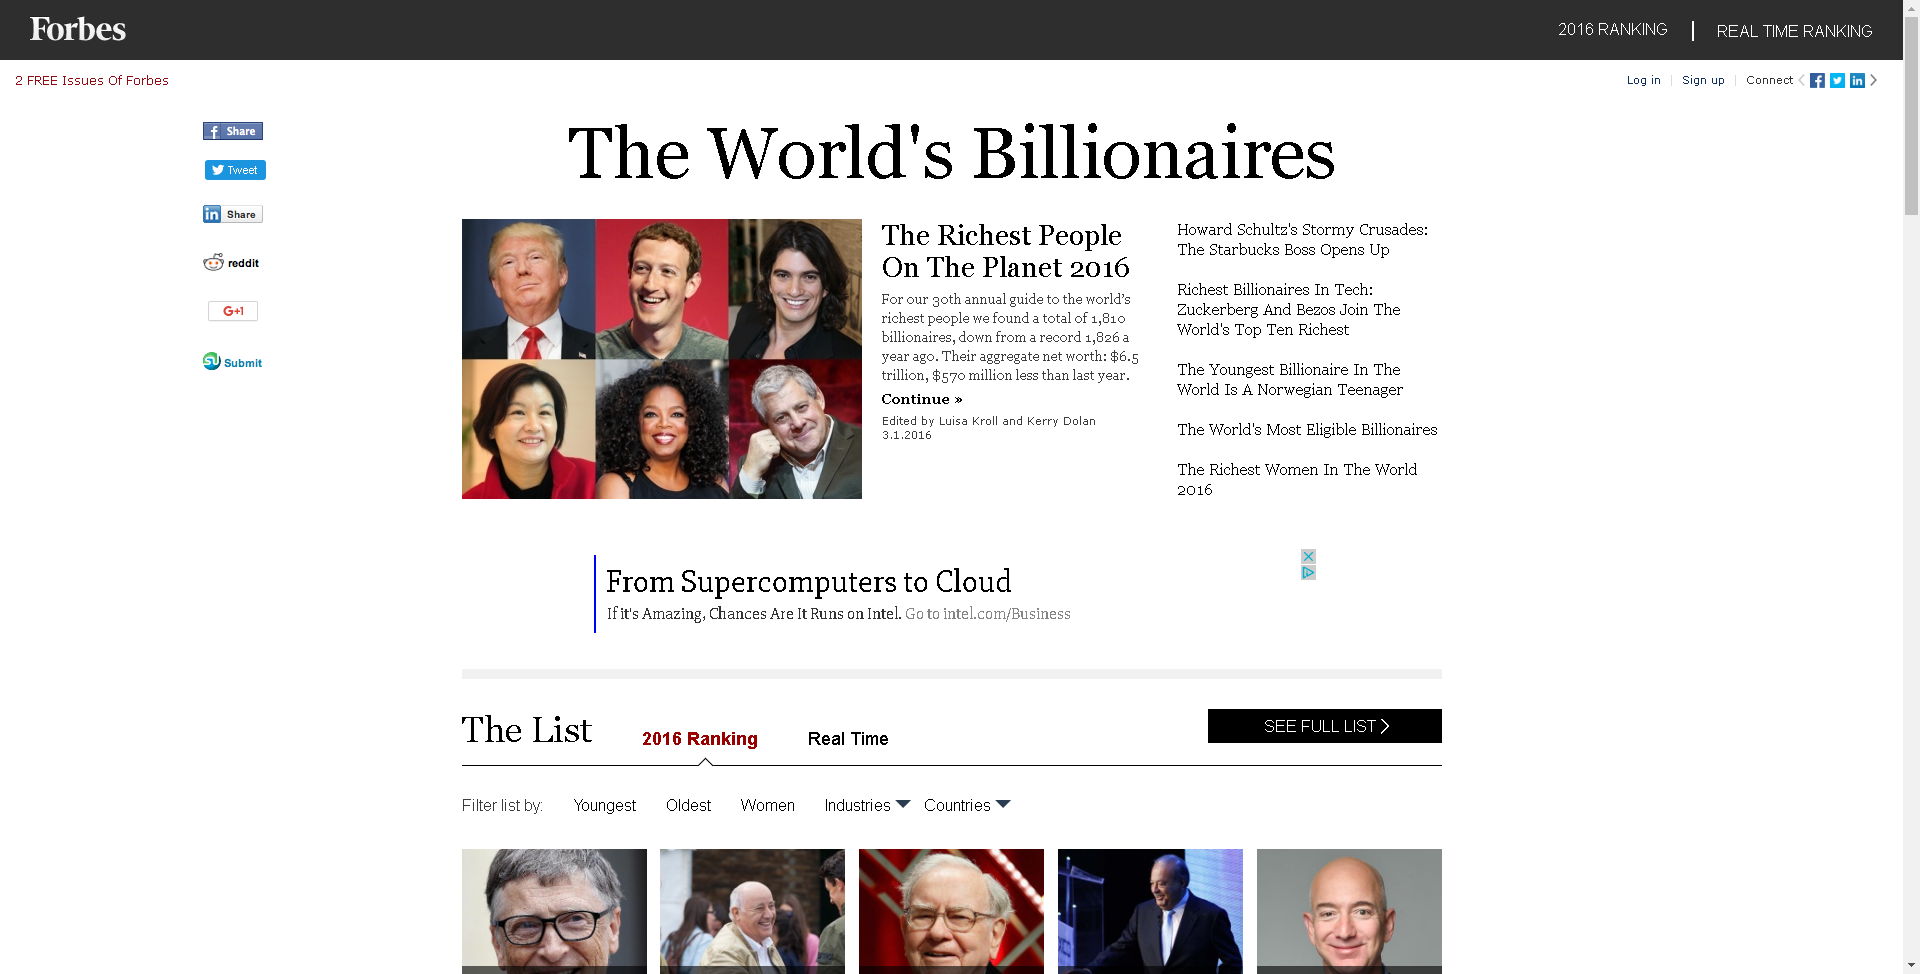 Forbes
2016 RANKING
REAL TIME RANKING
2 FREE Issues Of Forbes
Log in
Sign up
Connect
Share
Tweet
Share
reddit
G+1
Submit
The World's Billionaires
The Richest People
On The Planet 2016
For our 30th annual guide to the world's
richest people we found a total of 1,810
billionaires, down from a record 1,826 a
year ago. Their aggregate net worth: $6.5
trillion, $570 million less than last year.
Continue »
Edited by Luisa Kroll and Kerry Dolan
3.1.2016
Howard Schultz's Stormy Crusades:
The Starbucks Boss Opens Up
Richest Billionaires In Tech:
Zuckerberg And Bezos Join The
World's Top Ten Richest
The Youngest Billionaire In The
World Is A Norwegian Teenager
The World's Most Eligible Billionaires
The Richest Women In The World
2016
From Supercomputers to Cloud
If it's Amazing, Chances Are It Runs on Intel. Go to intel.com/Business
The List
2016 Ranking
Real Time
SEE FULL LIST
Filter list by:
Youngest
Oldest
Women
Industries
Countries